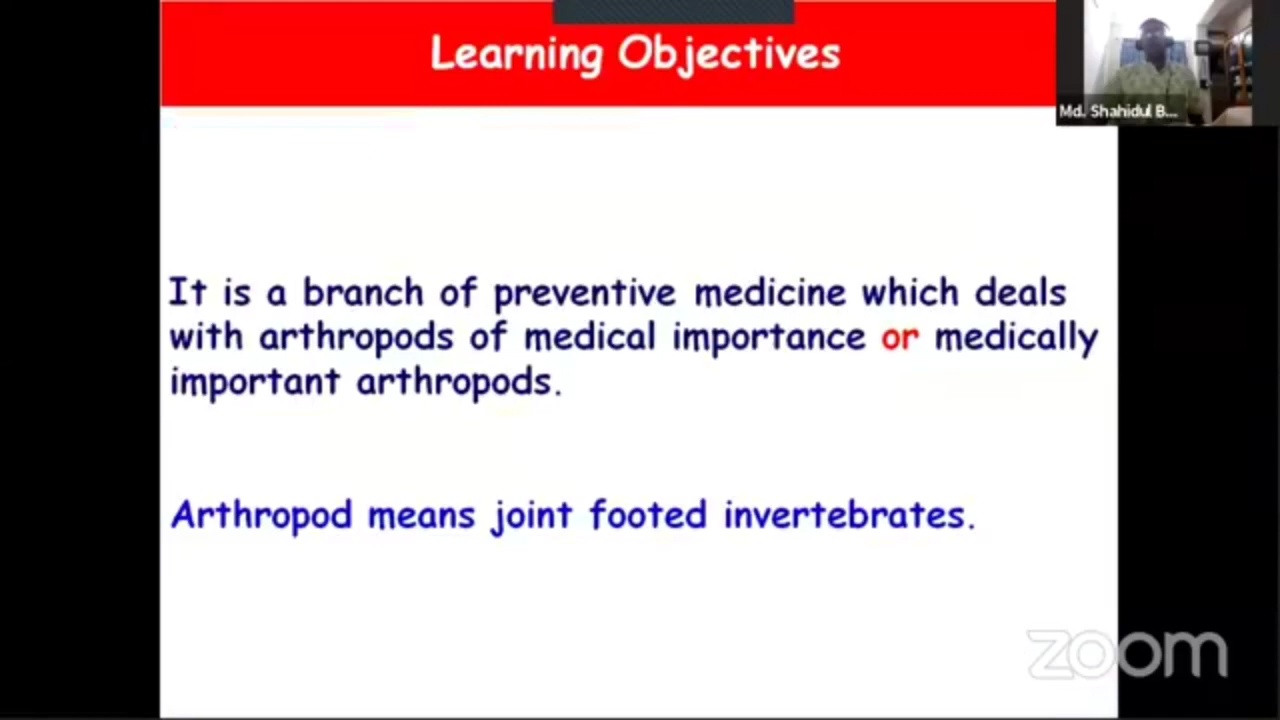 Learning Objectives
Md. Shahidul B...
It is a branch of preventive medicine which deals
with arthropods of medical importance or medically
important arthropods.
Arthropod means joint footed invertebrates.
zoom